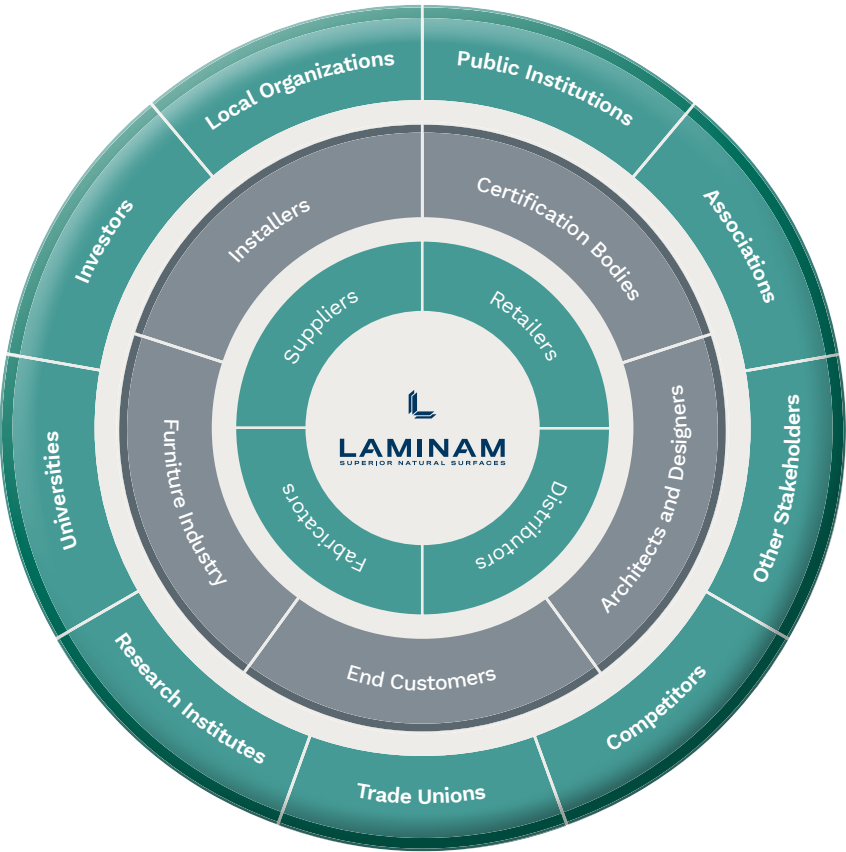 Local Organizations
Public Institutions
Associations
Other Stakeholders
Competitors
Trade Unions
Research Institutes
Universities
Investors
Installers
Certification Bodies
Architects and Designers
End Customers
Furniture Industry
Suppliers
Retailers
Distributors
Fabricators
LAMINAM
SUPERIOR NATURAL SURFACES